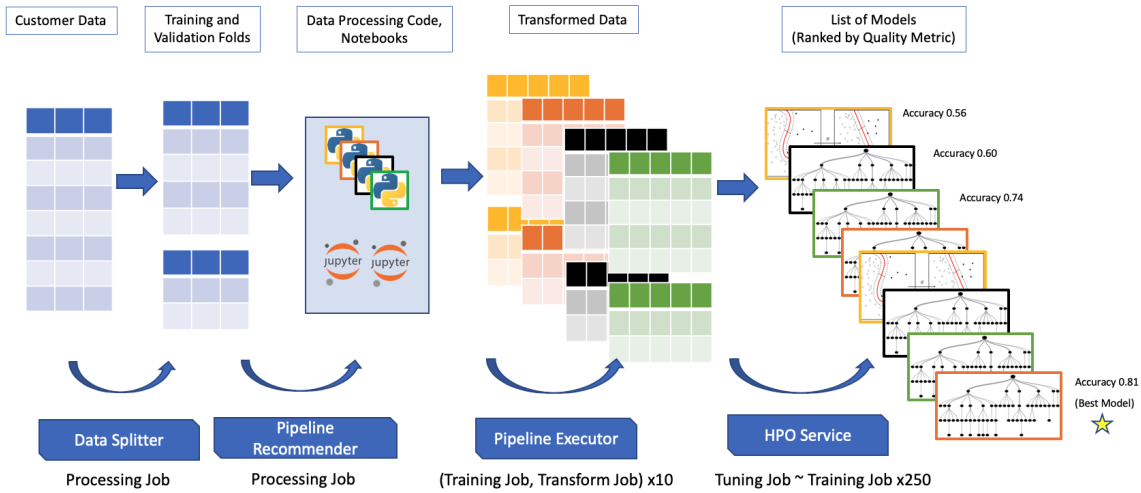 Customer Data
Training and
Validation Folds
Data Processing Code,
Notebooks
Transformed Data
List of Models
(Ranked by Quality Metric)
Accuracy 0.56
Accuracy 0.60
Accuracy 0.74
jupyter
jupyter
Accuracy 0.81
(Best Model)
Data Splitter
Pipeline
Recommender
Pipeline Executor
HPO Service
Processing Job
Processing Job
(Training Job, Transform Job) x10
Tuning Job ~ Training Job x250